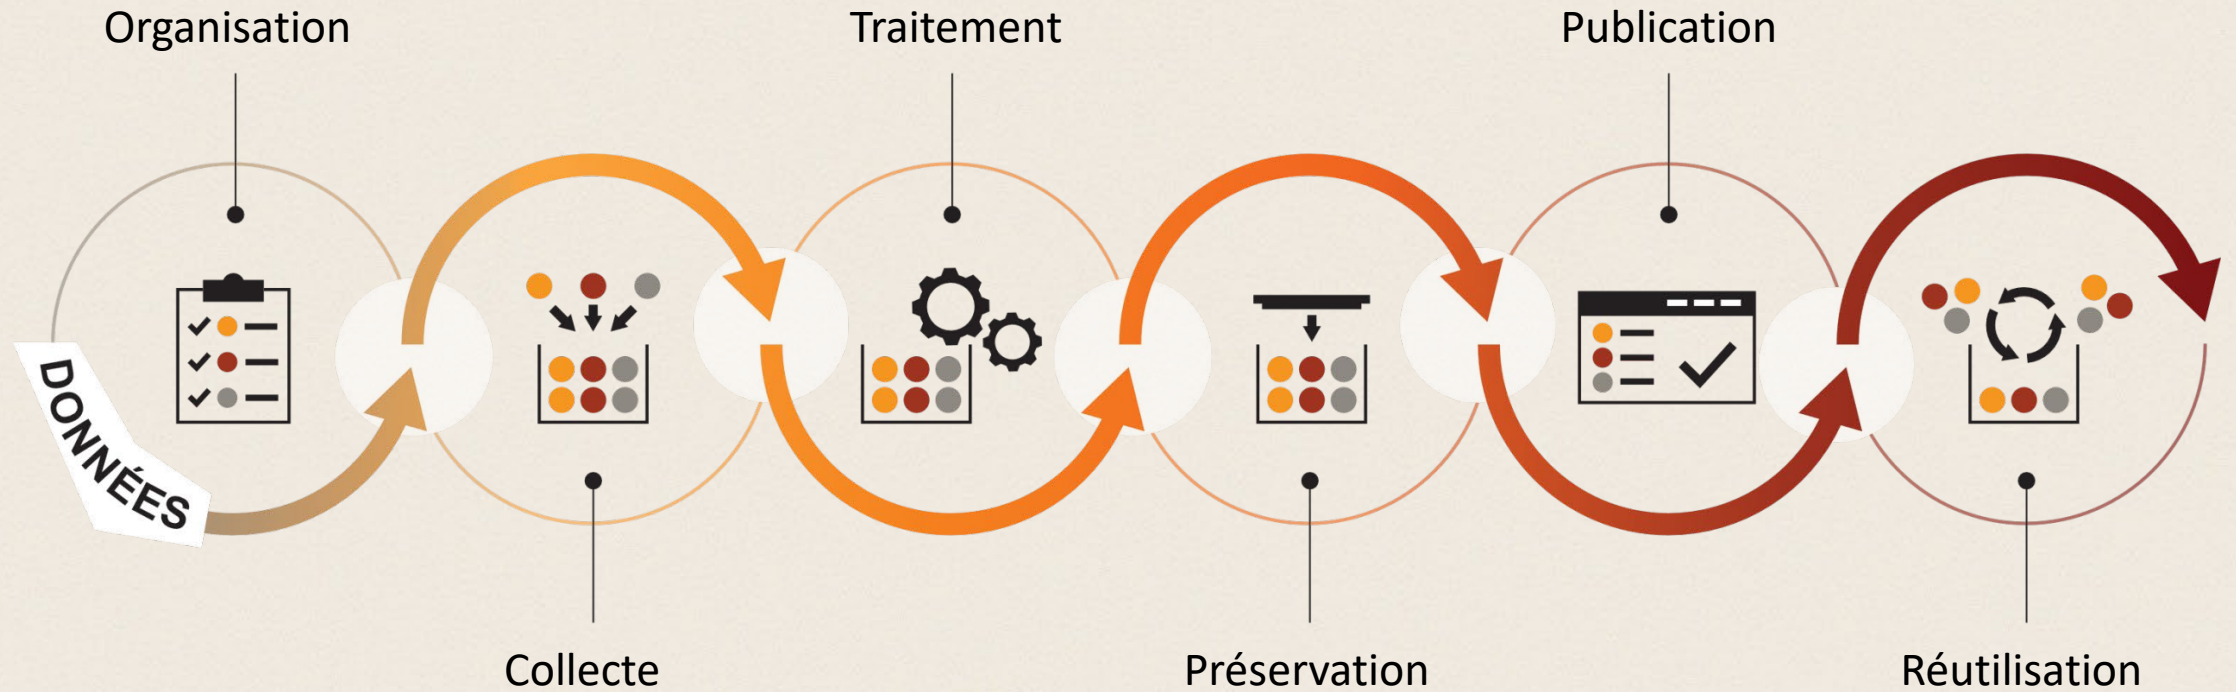 Organisation
Traitement
Publication
DONNÉES
Collecte
Préservation
Réutilisation